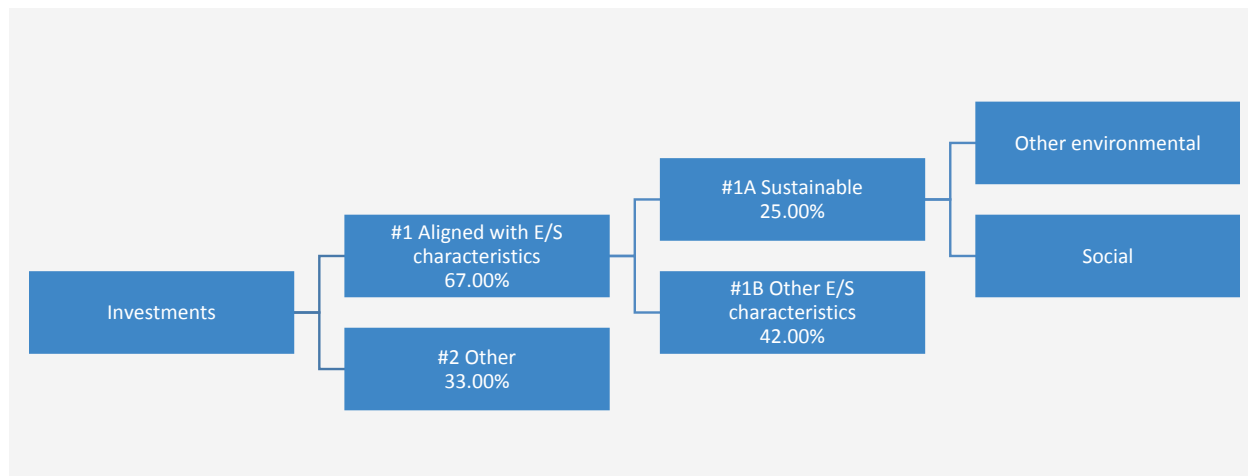 Investments
#1 Aligned with E/S
characteristics
67.00%
#2 Other
33.00%
#1A Sustainable
25.00%
#1B Other E/S
characteristics
42.00%
Other environmental
Social